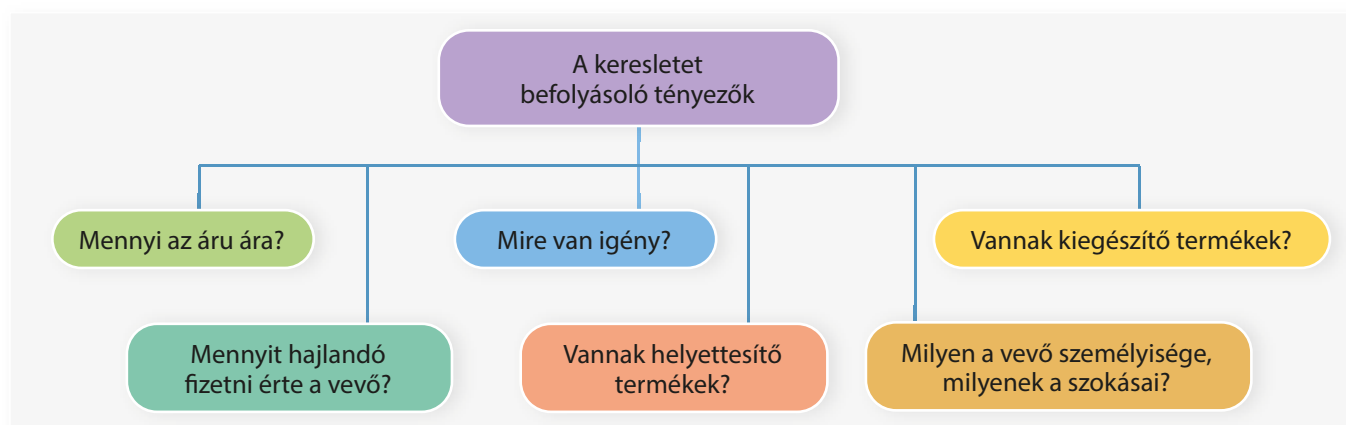 A keresletet
befolyásoló tényezők
Mennyi az áru ára?
Mire van igény?
Vannak kiegészítő termékek?
Mennyit hajlandó
fizetni érte a vevő?
Vannak helyettesítő
termékek?
Milyen a vevő személyisége,
milyenek a szokásai?